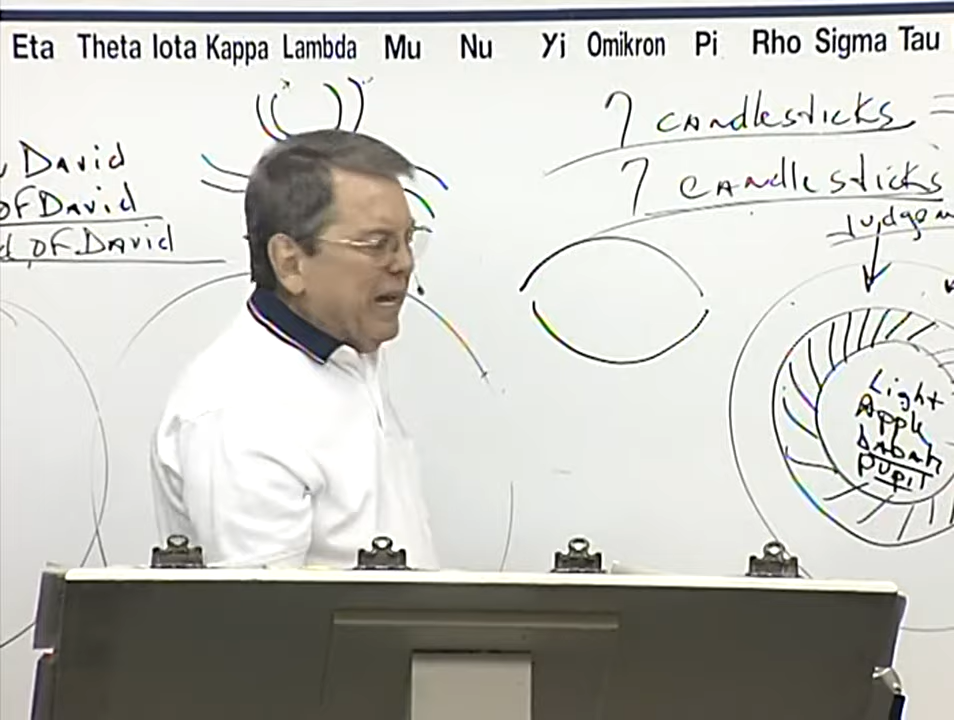 Eta Theta Iota Kappa Lambda Mu Nu Yi Omikron Pi Rho Sigma Tau
7 candlesticks =
7 candlesticks
David
of David
of David
Light
Apple
PUPIT